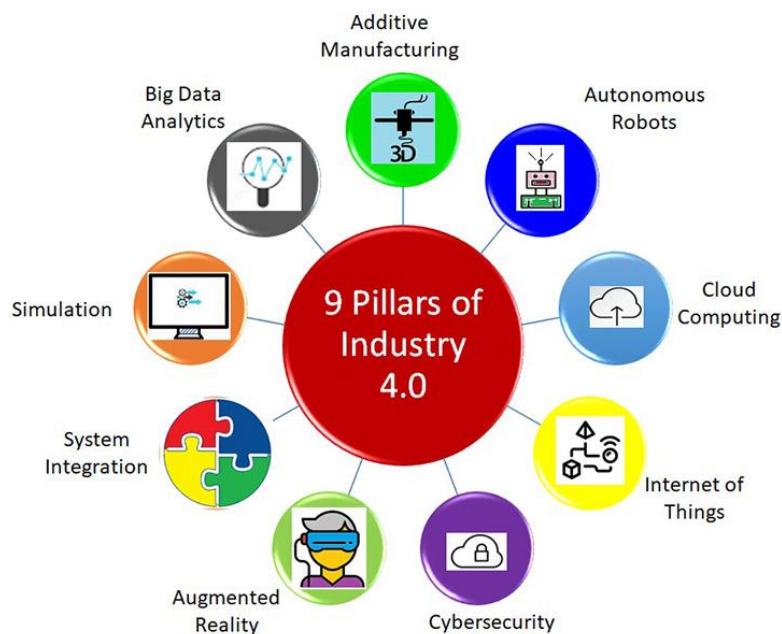 Additive
Manufacturing
3D
Autonomous
Robots
Cloud
Computing
Internet of
Things
Cybersecurity
Augmented
Reality
System
Integration
Simulation
Big Data
Analytics
9 Pillars of
Industry
4.0